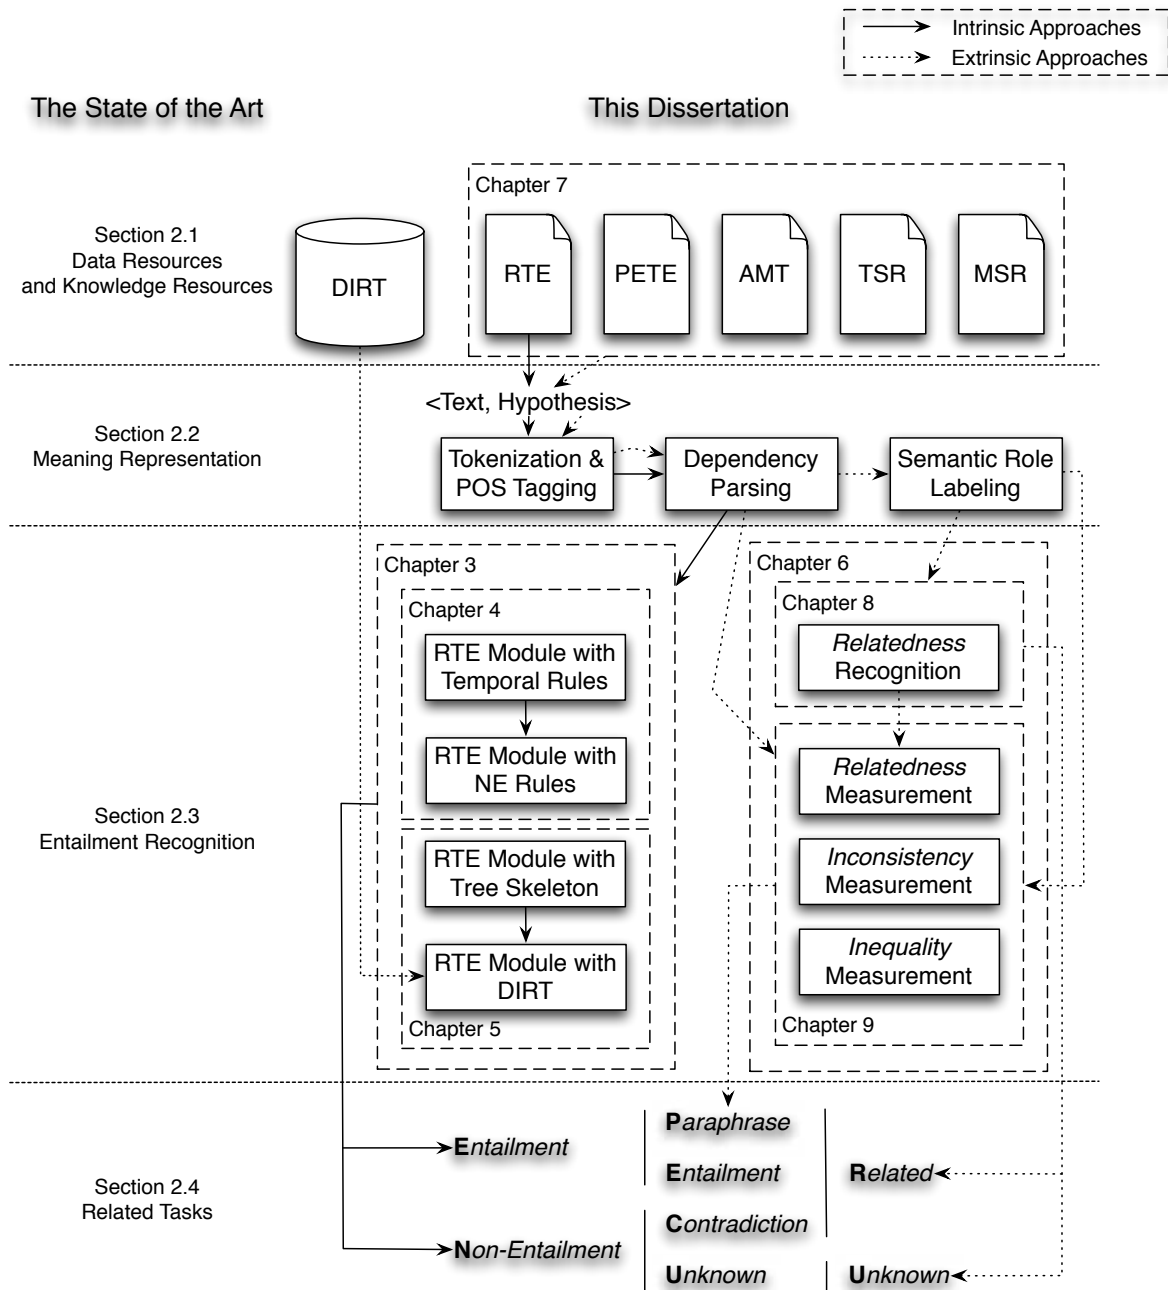 Intrinsic Approaches
Extrinsic Approaches
The State of the Art
This Dissertation
Chapter 7
Section 2.1
Data Resources
and Knowledge Resources
DIRT
RTE
PETE
AMT
TSR
MSR
<Text, Hypothesis>
Section 2.2
Meaning Representation
Tokenization &
POS Tagging
Dependency
Parsing
Semantic Role
Labeling
Chapter 3
Chapter 4
RTE Module with
Temporal Rules
RTE Module with
NE Rules
Section 2.3
Entailment Recognition
RTE Module with
Tree Skeleton
RTE Module with
DIRT
Chapter 5
Chapter 6
Chapter 8
Relatedness
Recognition
Relatedness
Measurement
Inconsistency
Measurement
Inequality
Measurement
Chapter 9
Section 2.4
Related Tasks
Entailment
Non-Entailment
Paraphrase
Entailment
Contradiction
Unknown
Related
Unknown